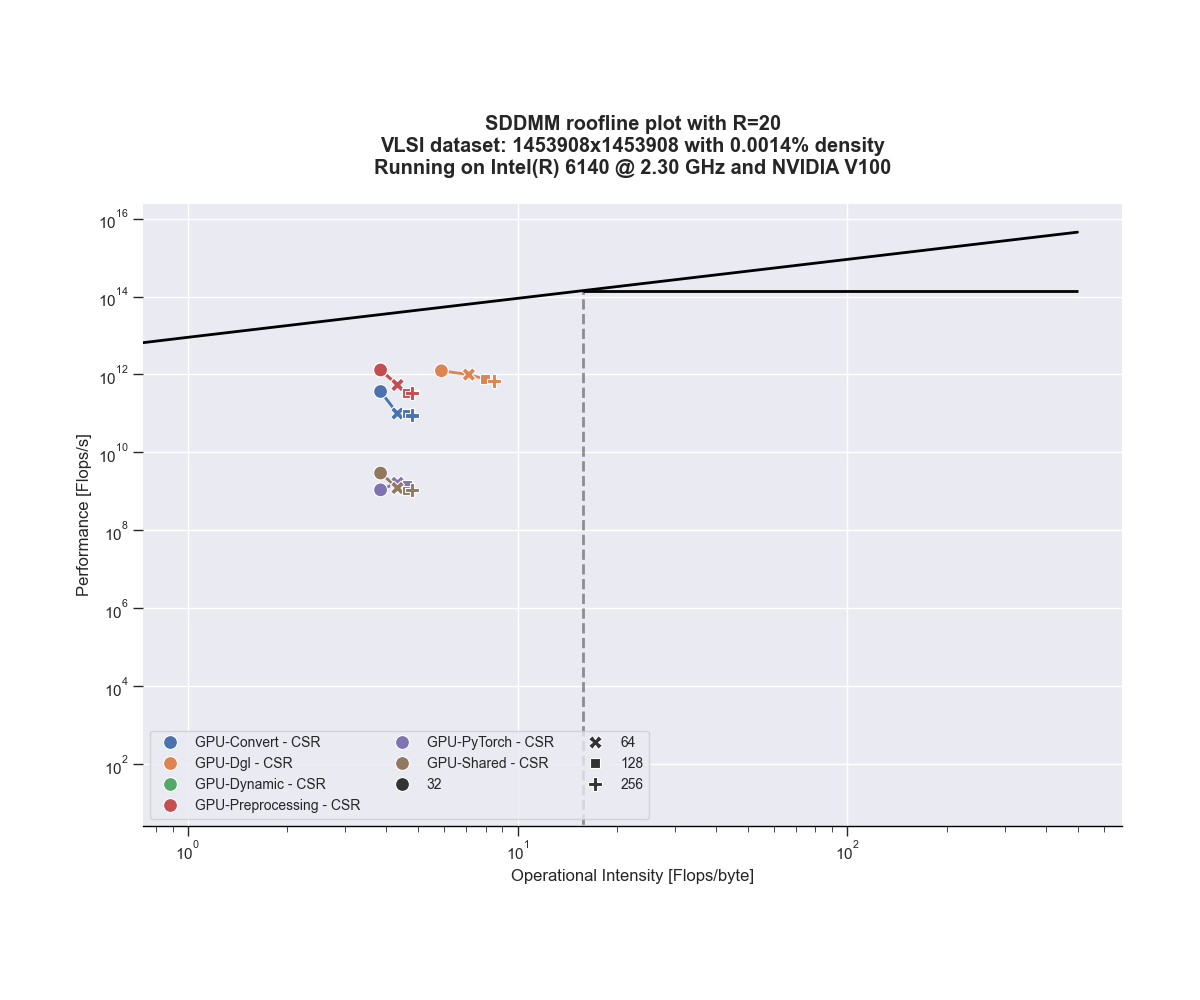 SDDMM roofline plot with R=20
VLSI dataset: 1453908x1453908 with 0.0014% density
Running on Intel(R) 6140 @ 2.30 GHz and NVIDIA V100
Performance [Flops/s]
10^16
10^14
10^12
10^10
10^8
10^6
10^4
10^2
GPU-Convert - CSR
GPU-Dgl - CSR
GPU-Dynamic - CSR
GPU-Preprocessing - CSR
GPU-PyTorch - CSR
GPU-Shared - CSR
32
64
128
256
10^0
10^1
10^2
Operational Intensity [Flops/byte]